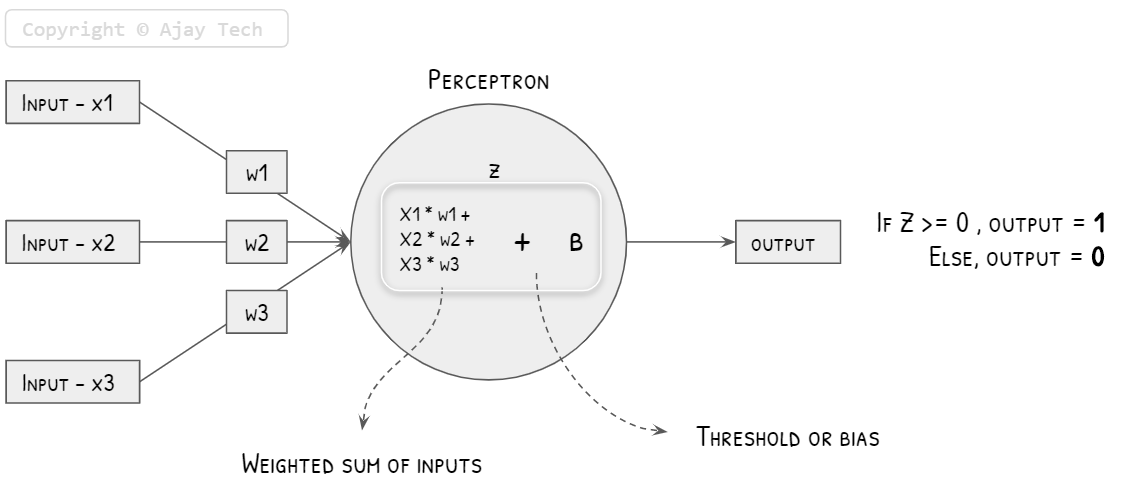 Copyright © Ajay Tech
Perceptron
Input - x1
w1
Input - x2
w2
w3
Input - x3
Z
X1 * w1 +
X2 * w2 +
X3 * w3
+ B
output
If Z >= 0 , output = 1
Else, output = 0
Weighted sum of inputs
Threshold or bias